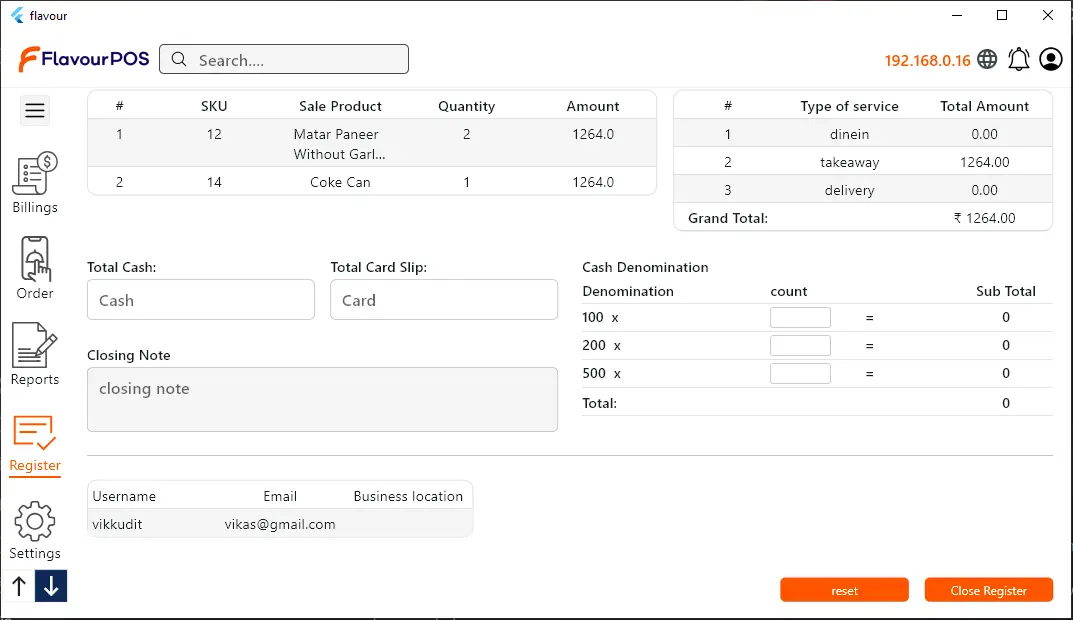 flavour
FlavourPOS
Search....
192.168.0.16
Billings
Order
Reports
Register
Settings
# SKU Sale Product Quantity Amount
1 12 Matar Paneer Without Garl... 2 1264.0
2 14 Coke Can 1 1264.0
# Type of service Total Amount
1 dinein 0.00
2 takeaway 1264.00
3 delivery 0.00
Grand Total: ₹ 1264.00
Total Cash:
Cash
Total Card Slip:
Card
Closing Note
closing note
Cash Denomination
Denomination count Sub Total
100 x = 0
200 x = 0
500 x = 0
Total: 0
Username Email Business location
vikkudit vikas@gmail.com
reset
Close Register